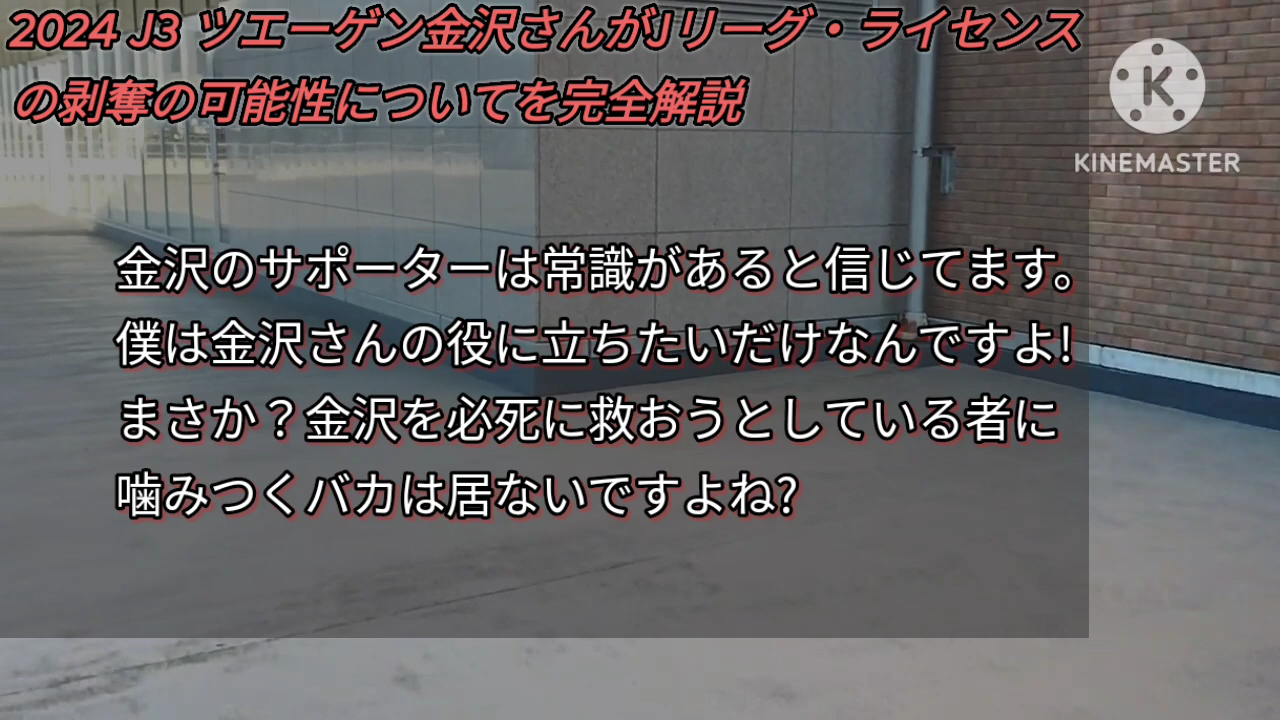 2024 J3 ツエーゲン金沢さんがJリーグ・ライセンス
の剥奪の可能性についてを完全解説
K
KINEMASTER
金沢のサポーターは常識があると信じてます。
僕は金沢さんの役に立ちたいだけなんですよ!
まさか？金沢を必死に救おうとしている者に
噛みつくバカは居ないですよね?